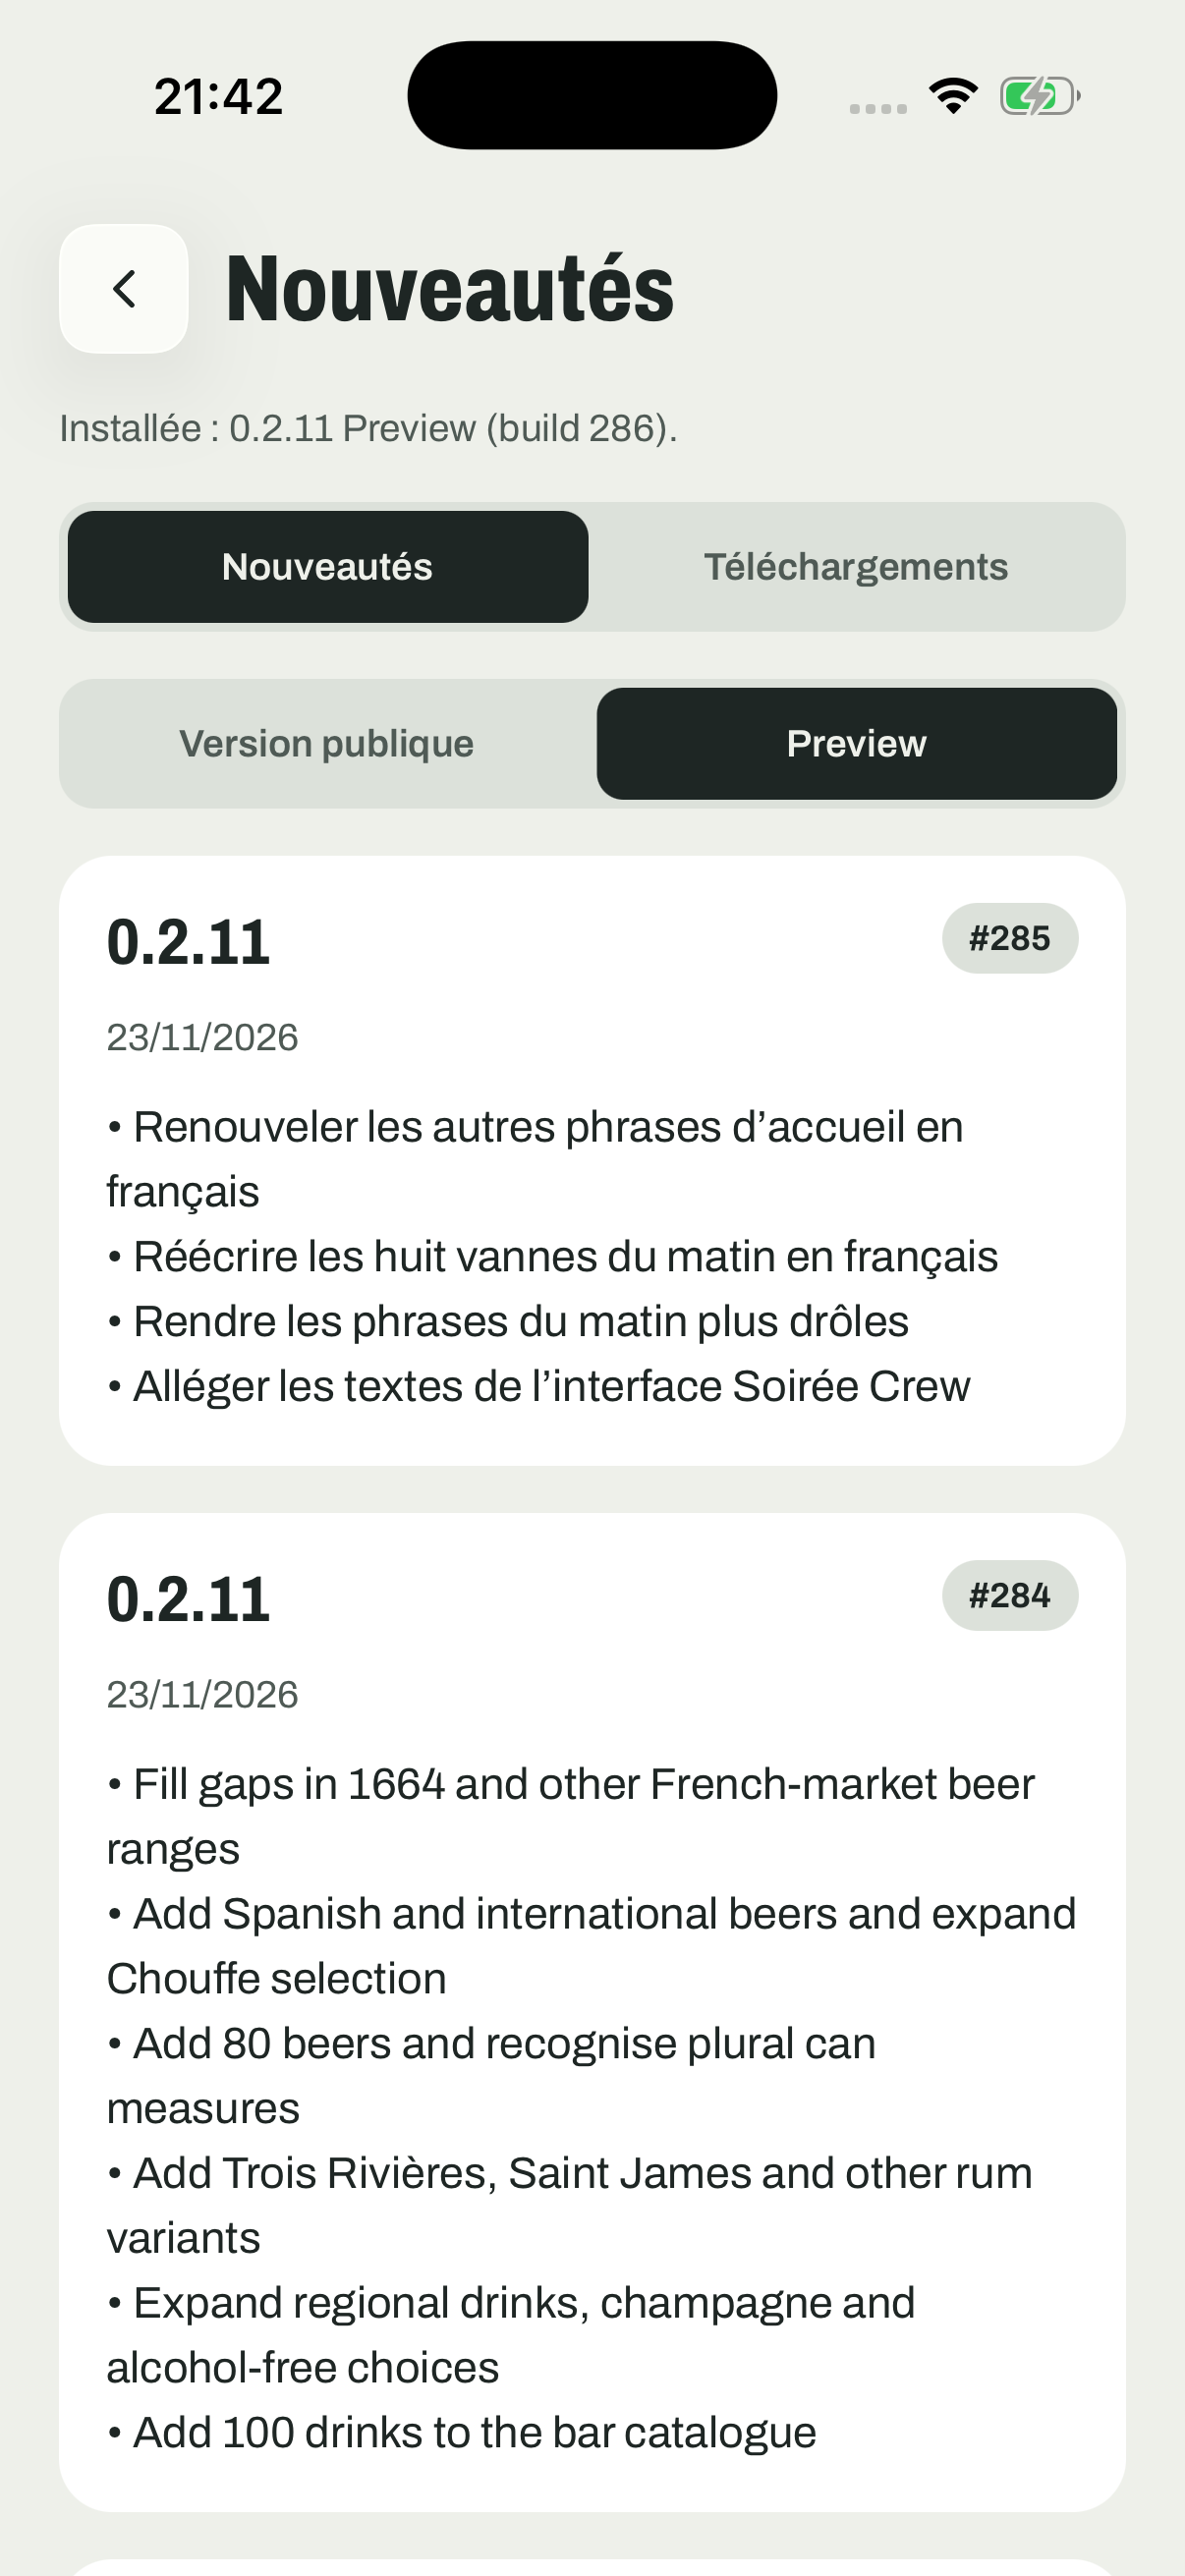 21:42
Nouveautés
Installée : 0.2.11 Preview (build 286).
Nouveautés
Téléchargements
Version publique
Preview
0.2.11
#285
23/11/2026
• Renouveler les autres phrases d’accueil en
français
• Réécrire les huit vannes du matin en français
• Rendre les phrases du matin plus drôles
• Alléger les textes de l’interface Soirée Crew
0.2.11
#284
23/11/2026
• Fill gaps in 1664 and other French-market beer
ranges
• Add Spanish and international beers and expand
Chouffe selection
• Add 80 beers and recognise plural can
measures
• Add Trois Rivières, Saint James and other rum
variants
• Expand regional drinks, champagne and
alcohol-free choices
• Add 100 drinks to the bar catalogue